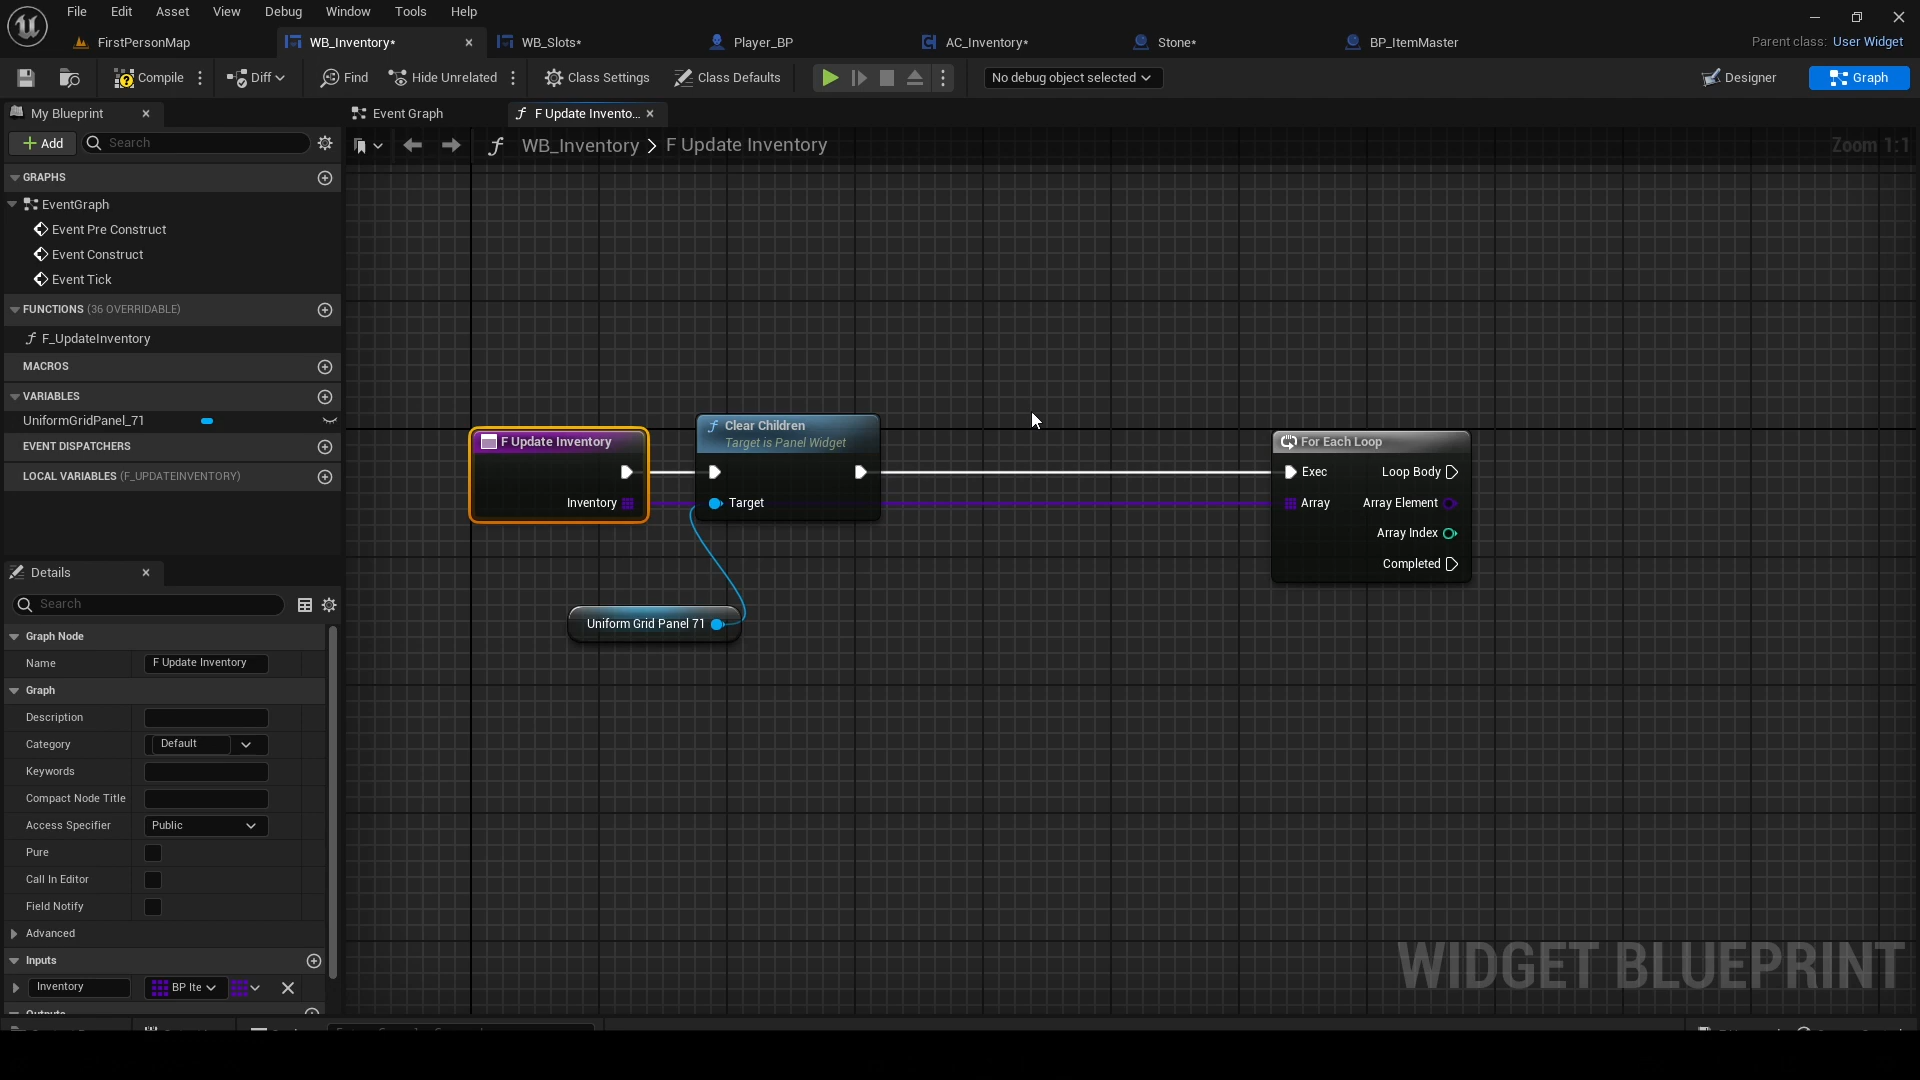 File Edit Asset View Debug Window Tools Help
FirstPersonMap WB_Inventory* WB_Slots* Player_BP AC_Inventory* Stone* BP_ItemMaster Parent class: User Widget
Compile Diff Find Hide Unrelated Class Settings Class Defaults No debug object selected Designer Graph
My Blueprint
Event Graph
F Update Invento...
Add Search
WB_Inventory > F Update Inventory
Zoom 1:1
GRAPHS
EventGraph
Event Pre Construct
Event Construct
Event Tick
FUNCTIONS (36 OVERRIDABLE)
F_UpdateInventory
MACROS
VARIABLES
UniformGridPanel_71
EVENT DISPATCHERS
LOCAL VARIABLES (F_UPDATEINVENTORY)
F Update Inventory
Inventory
Clear Children
Target is Panel Widget
Target
Uniform Grid Panel 71
For Each Loop
Exec Loop Body
Array Array Element
Array Index
Completed
Details
Search
Graph Node
Name F Update Inventory
Graph
Description
Category Default
Keywords
Compact Node Title
Access Specifier Public
Pure
Call In Editor
Field Notify
Advanced
Inputs
Inventory BP Ite
WIDGET BLUEPRINT